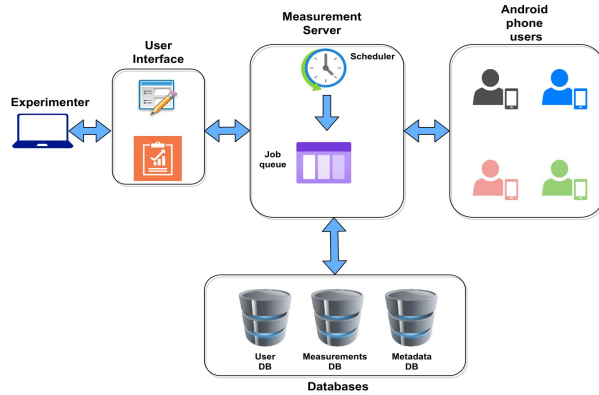 Measurement
Server
Android
phone
users
User
Interface
Scheduler
Experimenter
Job
queue
User
DB
Measurements
DB
Metadata
DB
Databases